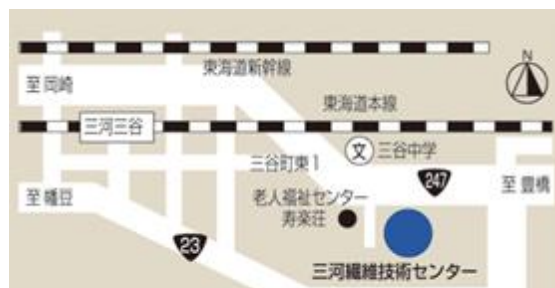 N
東海道新幹線
至岡崎
東海道本線
三河三谷
文
三谷中学
三谷町東1
247
至豊橋
至幡豆
老人福祉センター
寿楽荘
23
三河繊維技術センター